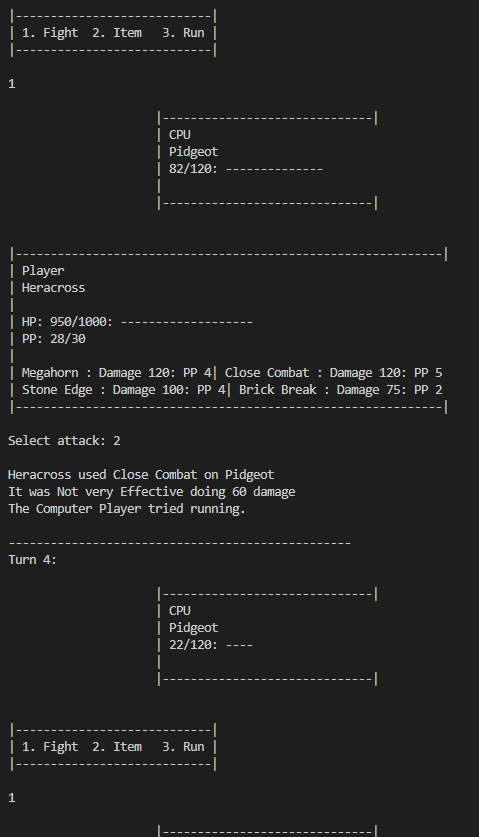 |----------------------------|
| 1. Fight  2. Item   3. Run |
|----------------------------|
1
|------------------------------|
| CPU
| Pidgeot
| 82/120: --------------
|
|------------------------------|
|-------------------------------------------------------------|
| Player
| Heracross
|
| HP: 950/1000: -------------------
| PP: 28/30
|
| Megahorn : Damage 120: PP 4| Close Combat : Damage 120: PP 5
| Stone Edge : Damage 100: PP 4| Brick Break : Damage 75: PP 2
|-------------------------------------------------------------|
Select attack: 2
Heracross used Close Combat on Pidgeot
It was Not very Effective doing 60 damage
The Computer Player tried running.
-------------------------------------------------
Turn 4:
|------------------------------|
| CPU
| Pidgeot
| 22/120: ----
|
|------------------------------|
|----------------------------|
| 1. Fight  2. Item   3. Run |
|----------------------------|
1
|------------------------------|